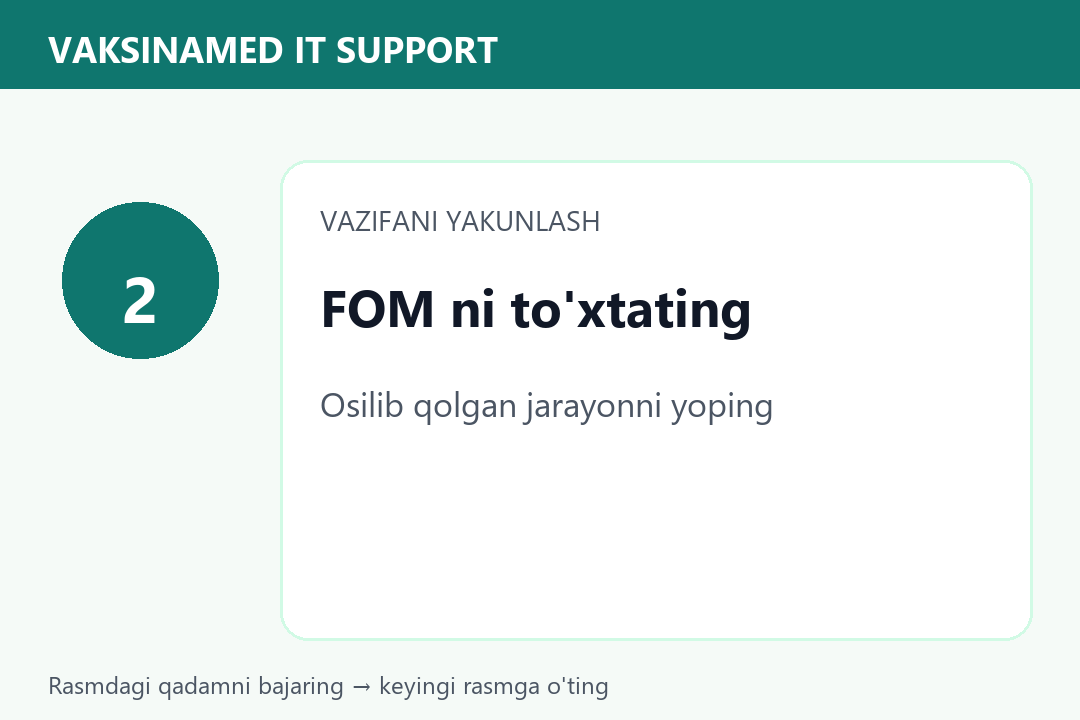 VAKSINAMED IT SUPPORT
2
VAZIFANI YAKUNLASH
FOM ni to'xtating
Osilib qolgan jarayonni yoping
Rasmdagi qadamni bajaring → keyingi rasmga o'ting